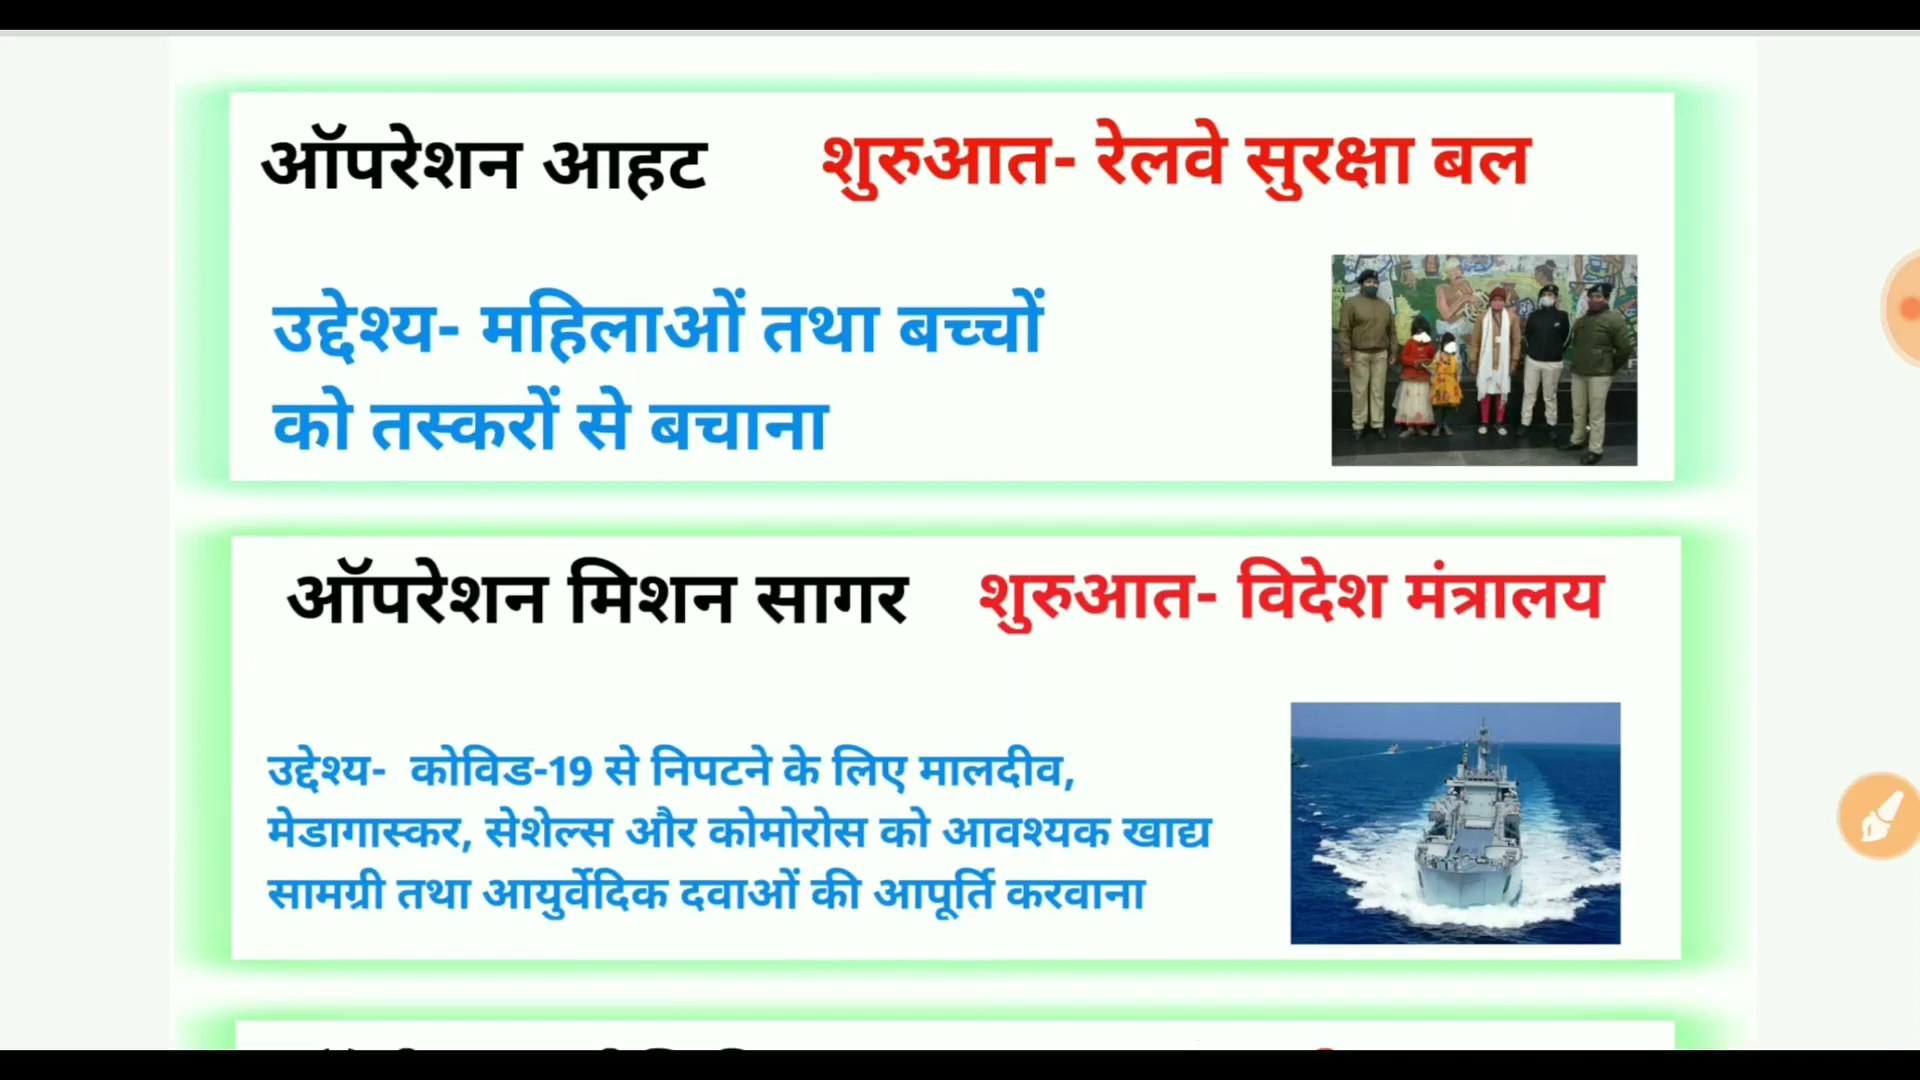 ऑपरेशन आहट शुरुआत- रेलवे सुरक्षा बल
उद्देश्य- महिलाओं तथा बच्चों
को तस्करों से बचाना
ऑपरेशन मिशन सागर शुरुआत- विदेश मंत्रालय
उद्देश्य- कोविड-19 से निपटने के लिए मालदीव,
मेडागास्कर, सेशेल्स और कोमोरोस को आवश्यक खाद्य
सामग्री तथा आयुर्वेदिक दवाओं की आपूर्ति करवाना